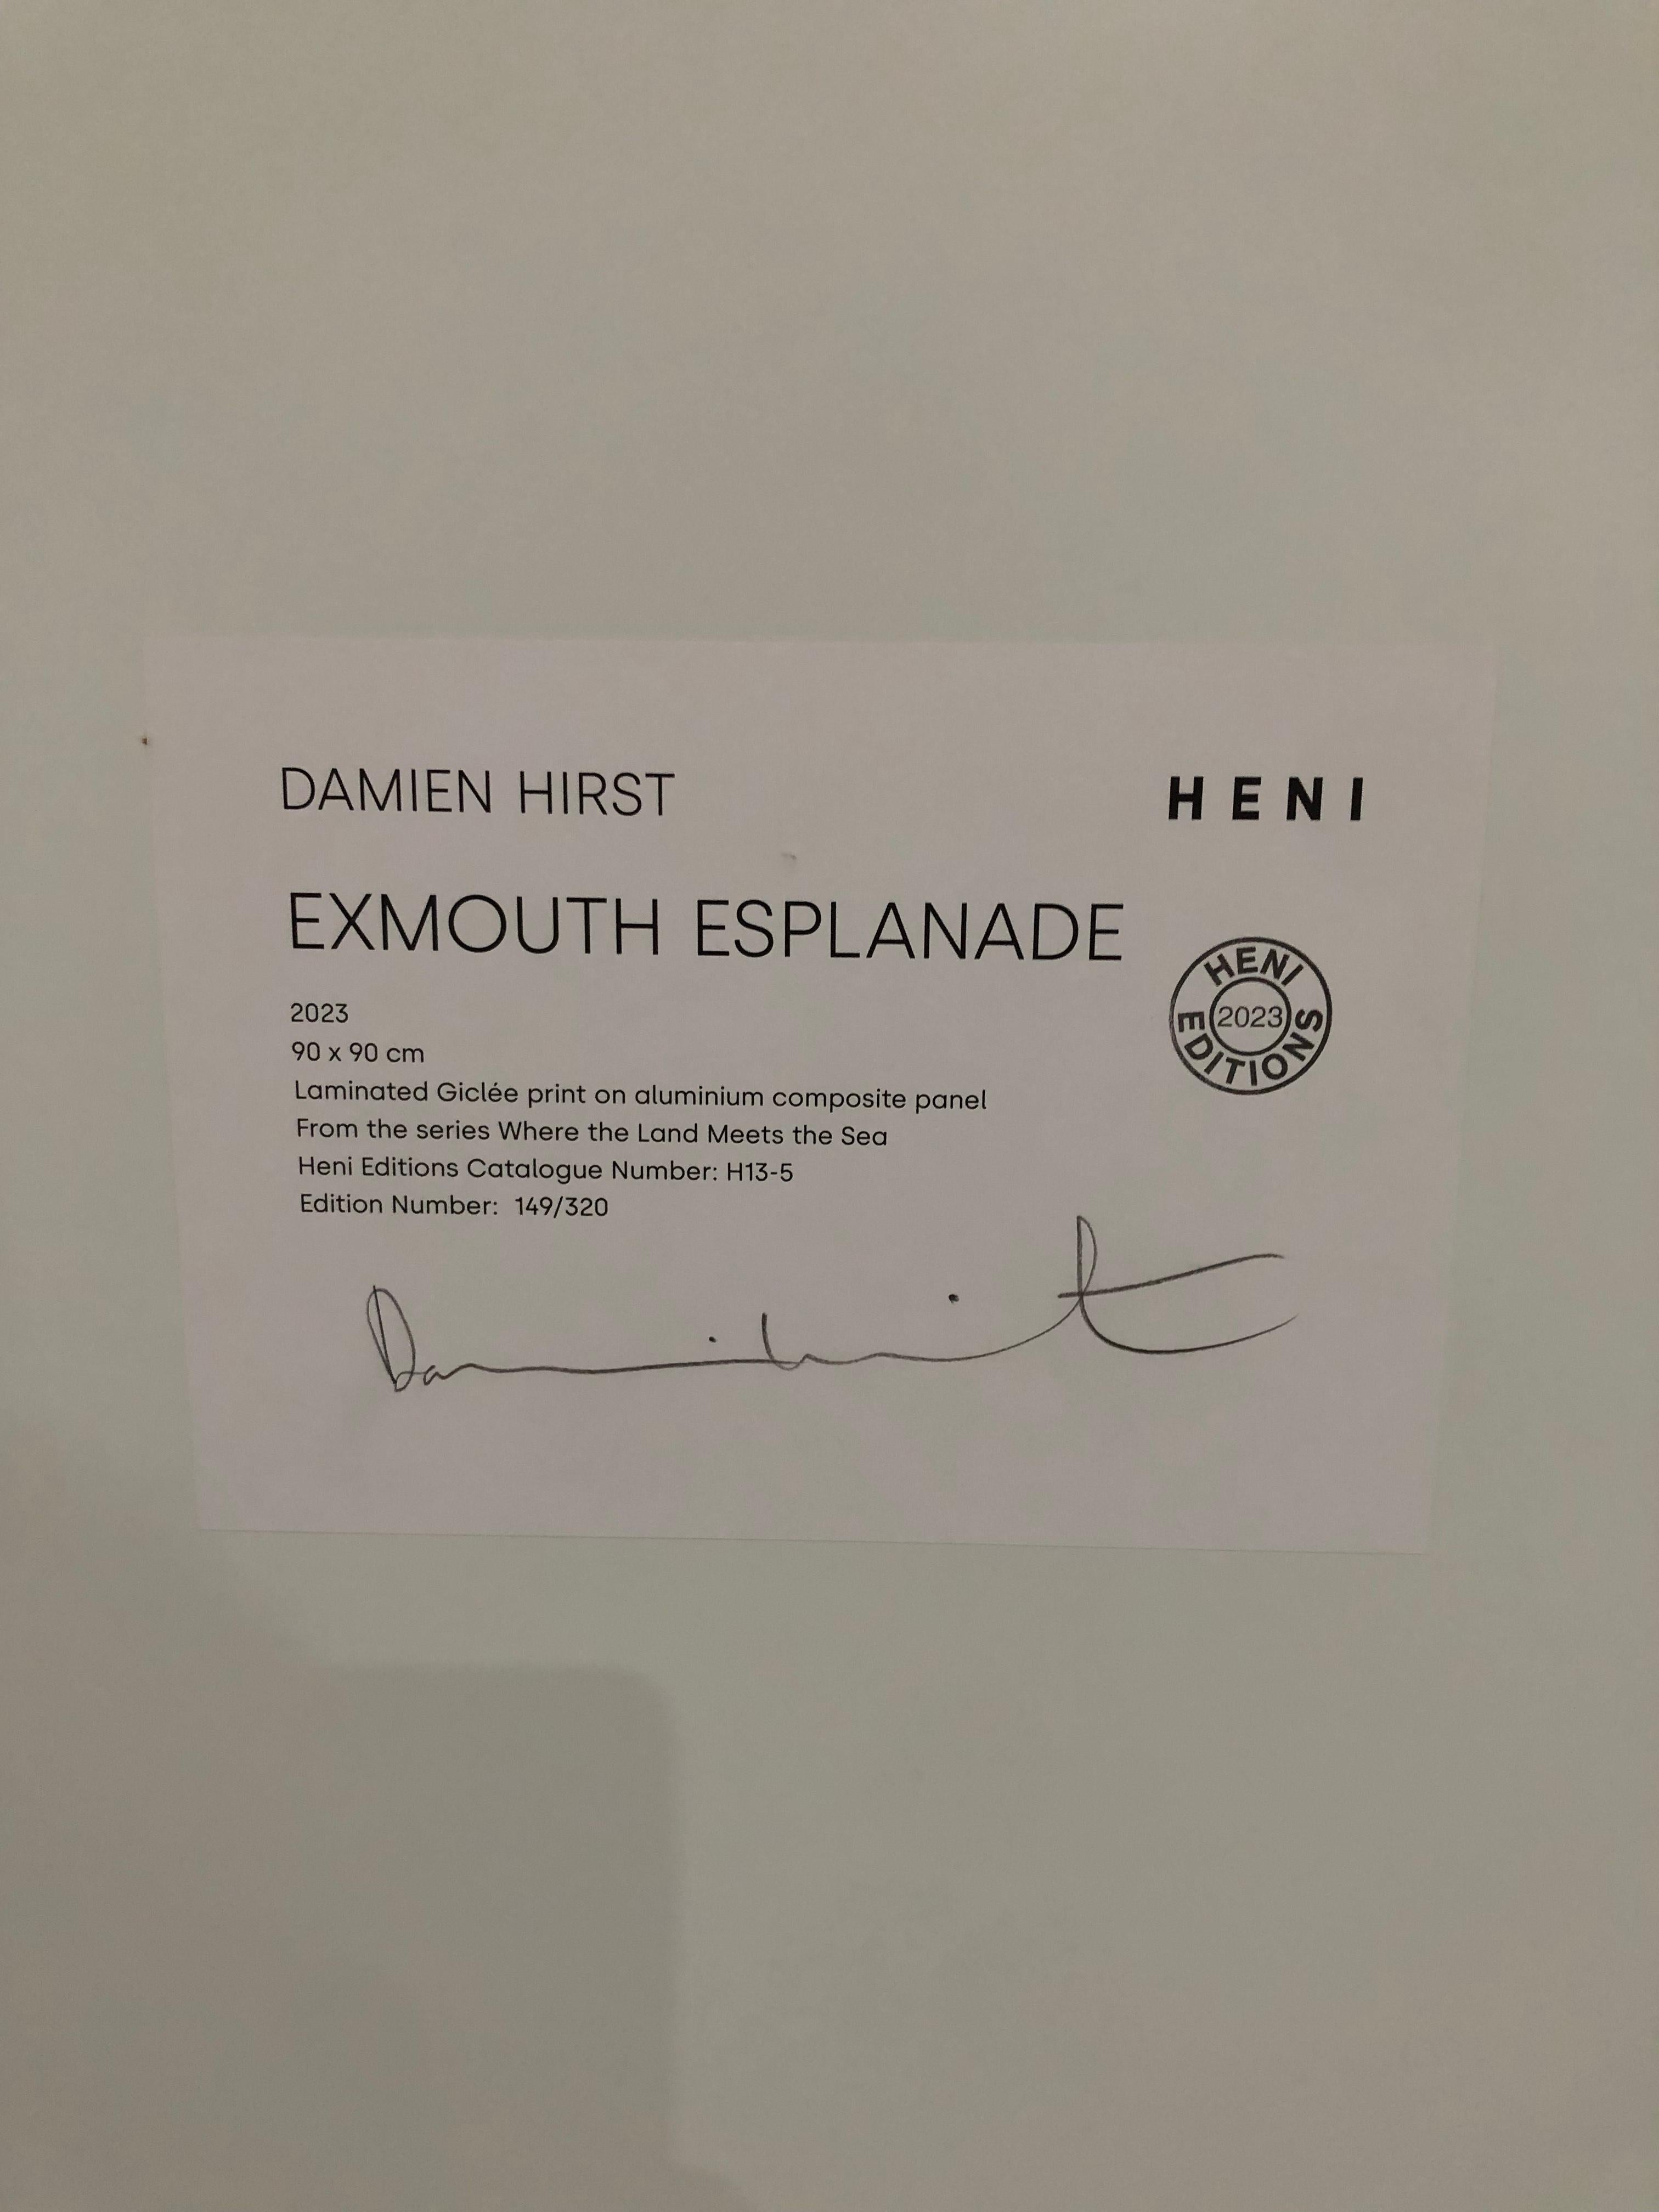 DAMIEN HIRST
HENI
EXMOUTH ESPLANADE
HENI EDITIONS 2023
2023
90 x 90 cm
Laminated Giclée print on aluminium composite panel
From the series Where the Land Meets the Sea
Heni Editions Catalogue Number: H13-5
Edition Number: 149/320
Damien Hirst